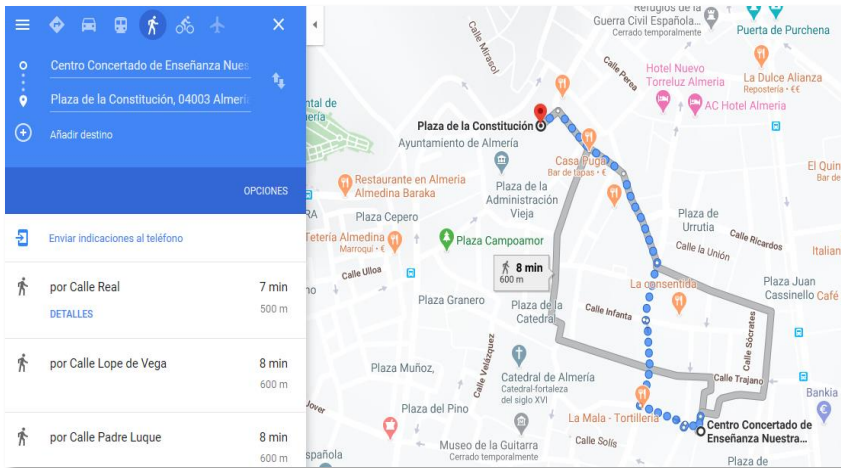 Centro Concertado de Enseñanza Nues
Plaza de la Constitución, 04003 Almería
Añadir destino
OPCIONES
Enviar indicaciones al teléfono
por Calle Real
7 min
DETALLES
500 m
por Calle Lope de Vega
8 min
600 m
por Calle Padre Luque
8 min
600 m
Refugios de la
Guerra Civil Española...
Cerrado temporalmente
Puerta de Purchena
Calle Mirasol
Calle Perea
Hotel Nuevo
Torreluz Almería
La Dulce Alianza
Repostería • €€
AC Hotel Almería
ntal de
mería
Plaza de la Constitución
Ayuntamiento de Almería
Casa Puga
Bar de tapas • €
El Quin
Bar de
Restaurante en Almeria
Almedina Baraka
Plaza de la
Administración
Vieja
RA
Plaza Cepero
Plaza de
Urrutia
Tetería Almedina
Marroquí • €
Plaza Campoamor
Calle la Unión
Calle Ricardos
Italian
Calle Ulloa
8 min
600 m
La consentida
Plaza Juan
Cassinello
Café
no
Plaza Granero
Plaza de la
Catedral
Calle Infanta
Calle Sócrates
Calle Velázquez
Plaza Muñoz,
Catedral de Almería
Catedral-fortaleza
del siglo XVI
Calle Trajano
Bankia
Jover
Plaza del Pino
La Mala - Tortillería
Centro Concertado de
Enseñanza Nuestra...
Museo de la Guitarra
Cerrado temporalmente
Calle Solís
spañola
Plaza de